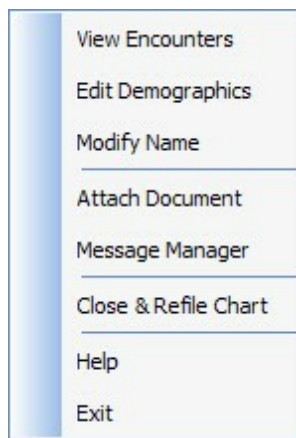 View Encounters
Edit Demographics
Modify Name
Attach Document
Message Manager
Close & Refile Chart
Help
Exit